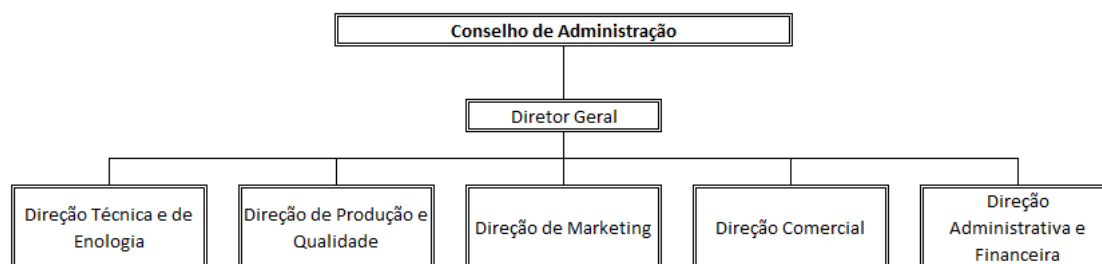 Conselho de Administração
Diretor Geral
Direção Técnica e de
Enologia
Direção de Produção e
Qualidade
Direção de Marketing
Direção Comercial
Direção
Administrativa e
Financeira